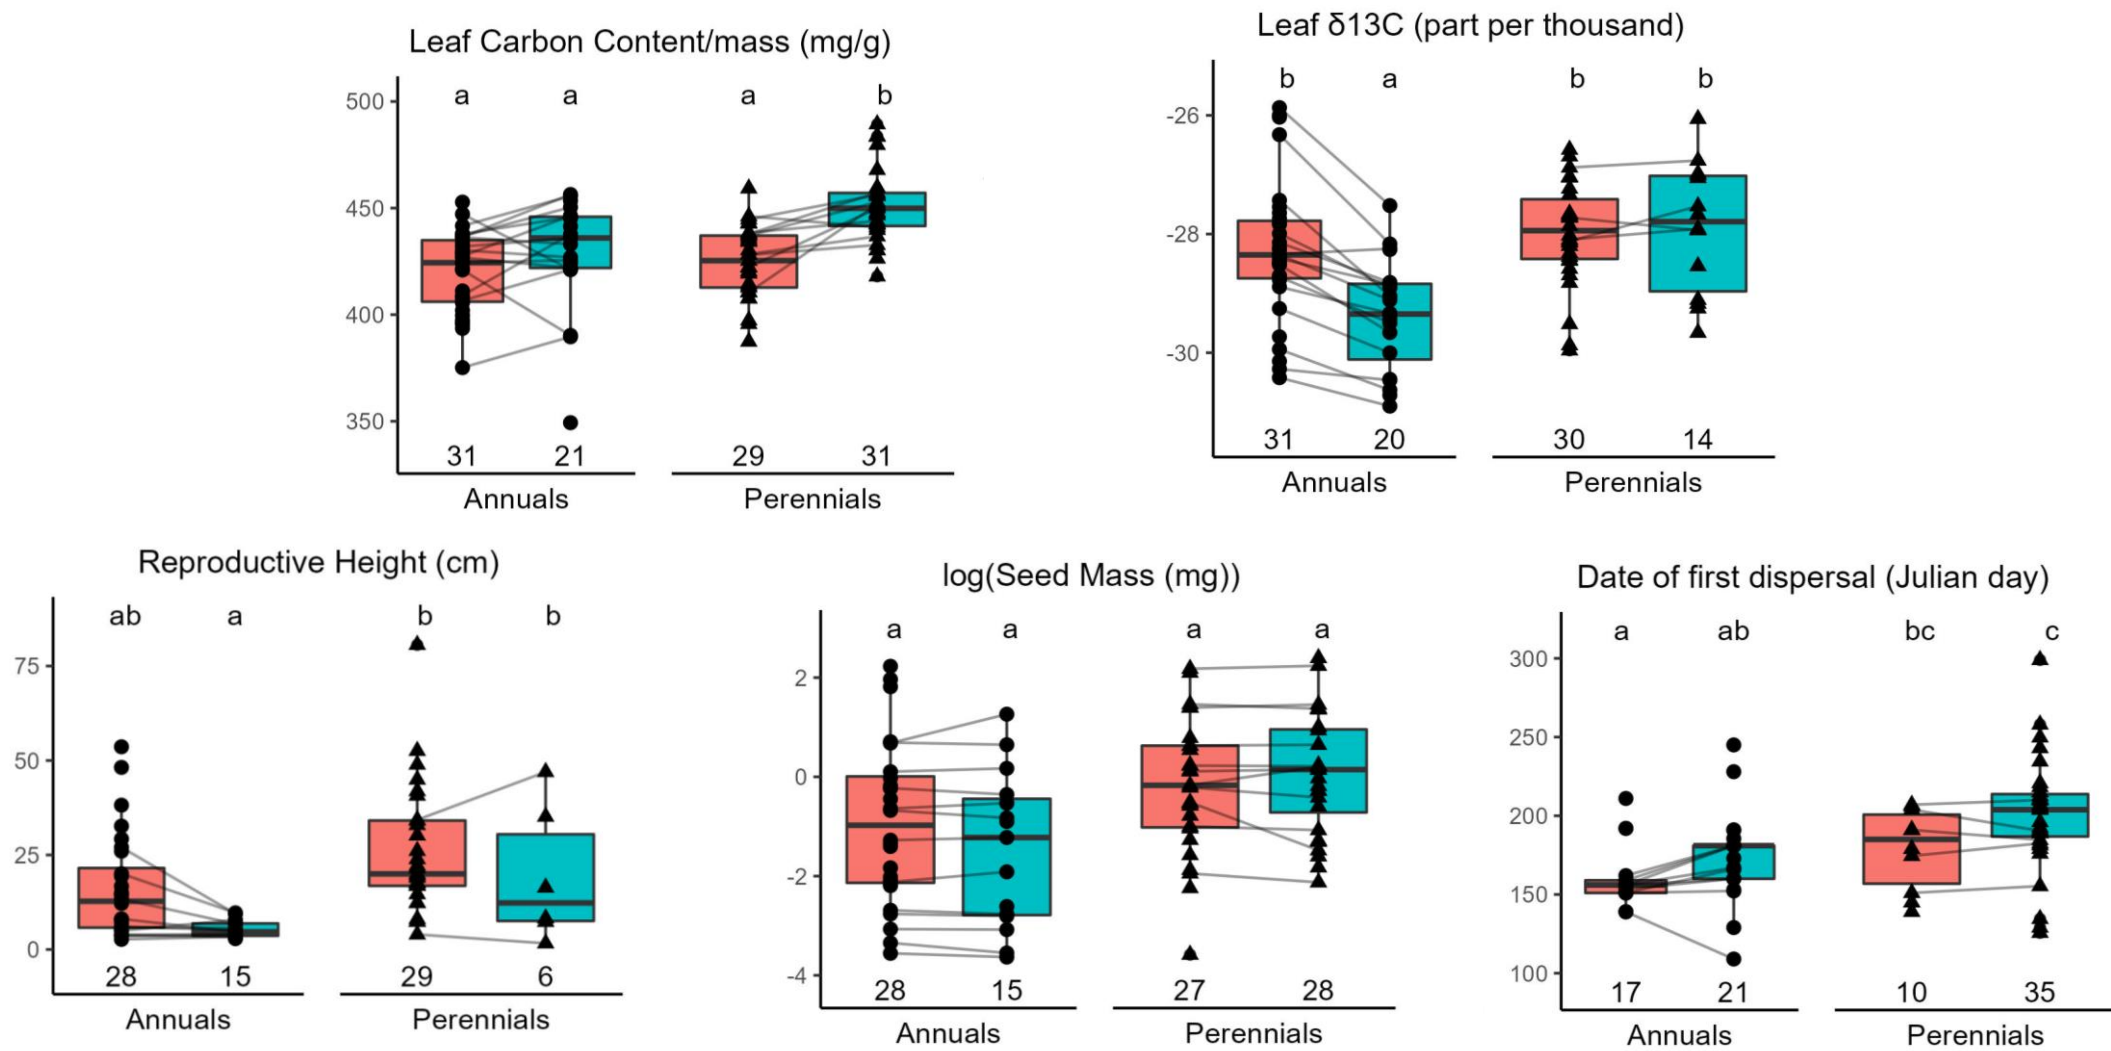 Leaf Carbon Content/mass (mg/g)
a a a b
500
450
400
350
31 21 29 31
Annuals Perennials
Leaf δ13C (part per thousand)
b a b b
-26
-28
-30
31 20 30 14
Annuals Perennials
Reproductive Height (cm)
ab a b b
75
50
25
0
28 15 29 6
Annuals Perennials
log(Seed Mass (mg))
a a a a
2
0
-2
-4
28 15 27 28
Annuals Perennials
Date of first dispersal (Julian day)
a ab bc c
300
250
200
150
100
17 21 10 35
Annuals Perennials